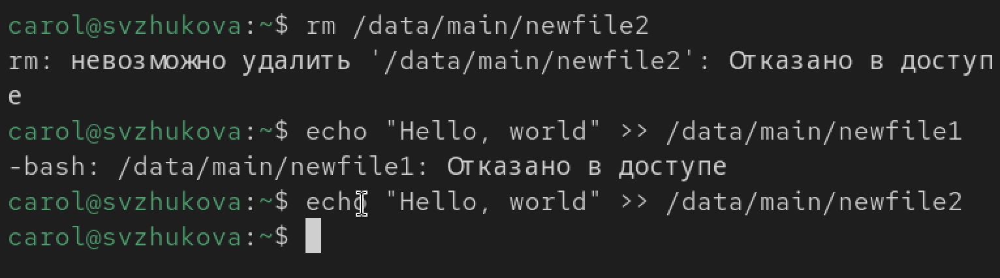 carol@svzhukova:~$ rm /data/main/newfile2
rm: невозможно удалить '/data/main/newfile2': Отказано в доступ
е
carol@svzhukova:~$ echo "Hello, world" >> /data/main/newfile1
-bash: /data/main/newfile1: Отказано в доступе
carol@svzhukova:~$ echo "Hello, world" >> /data/main/newfile2
carol@svzhukova:~$